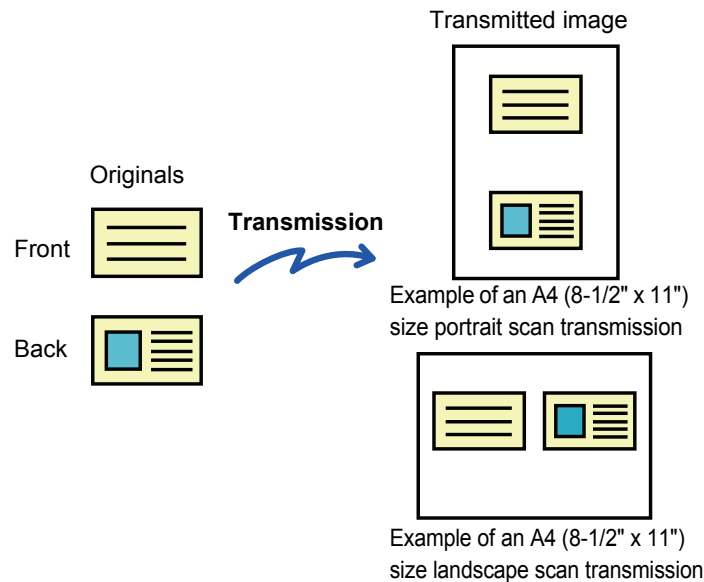 Transmitted image
Originals
Front
Transmission
Back
Example of an A4 (8-1/2" x 11")
size portrait scan transmission
Example of an A4 (8-1/2" x 11")
size landscape scan transmission